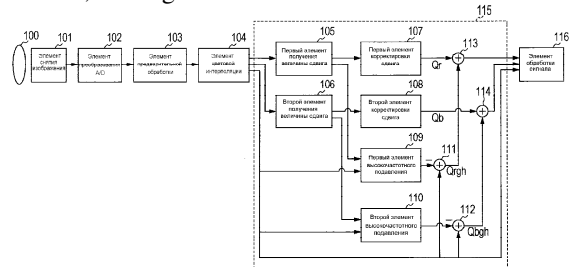 115
100
101
102
103
104
105
107
113
116
Элемент
снятия
изображения
Элемент
преобразования
A/D
Элемент
предварительной
обработки
Элемент
цветовой
интерполяции
Первый элемент
получения
величины сдвига
Первый элемент
корректировки
сдвига
Qr
Элемент
обработки
сигнала
106
108
114
Второй элемент
получения
величины сдвига
Второй элемент
корректировки
сдвига
Qb
109
111
Первый элемент
высокочастотного
подавления
Qrgh
110
112
Второй элемент
высокочастотного
подавления
Qbgh